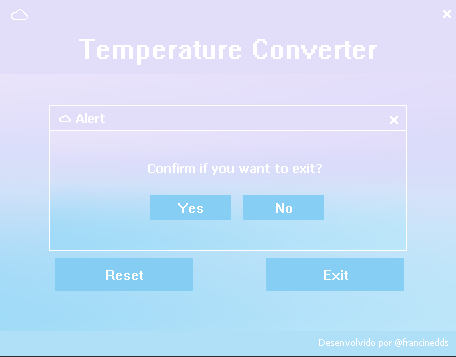 Temperature Converter
Alert
Confirm if you want to exit?
Yes No
Reset Exit
Desenvolvido por @francinedds